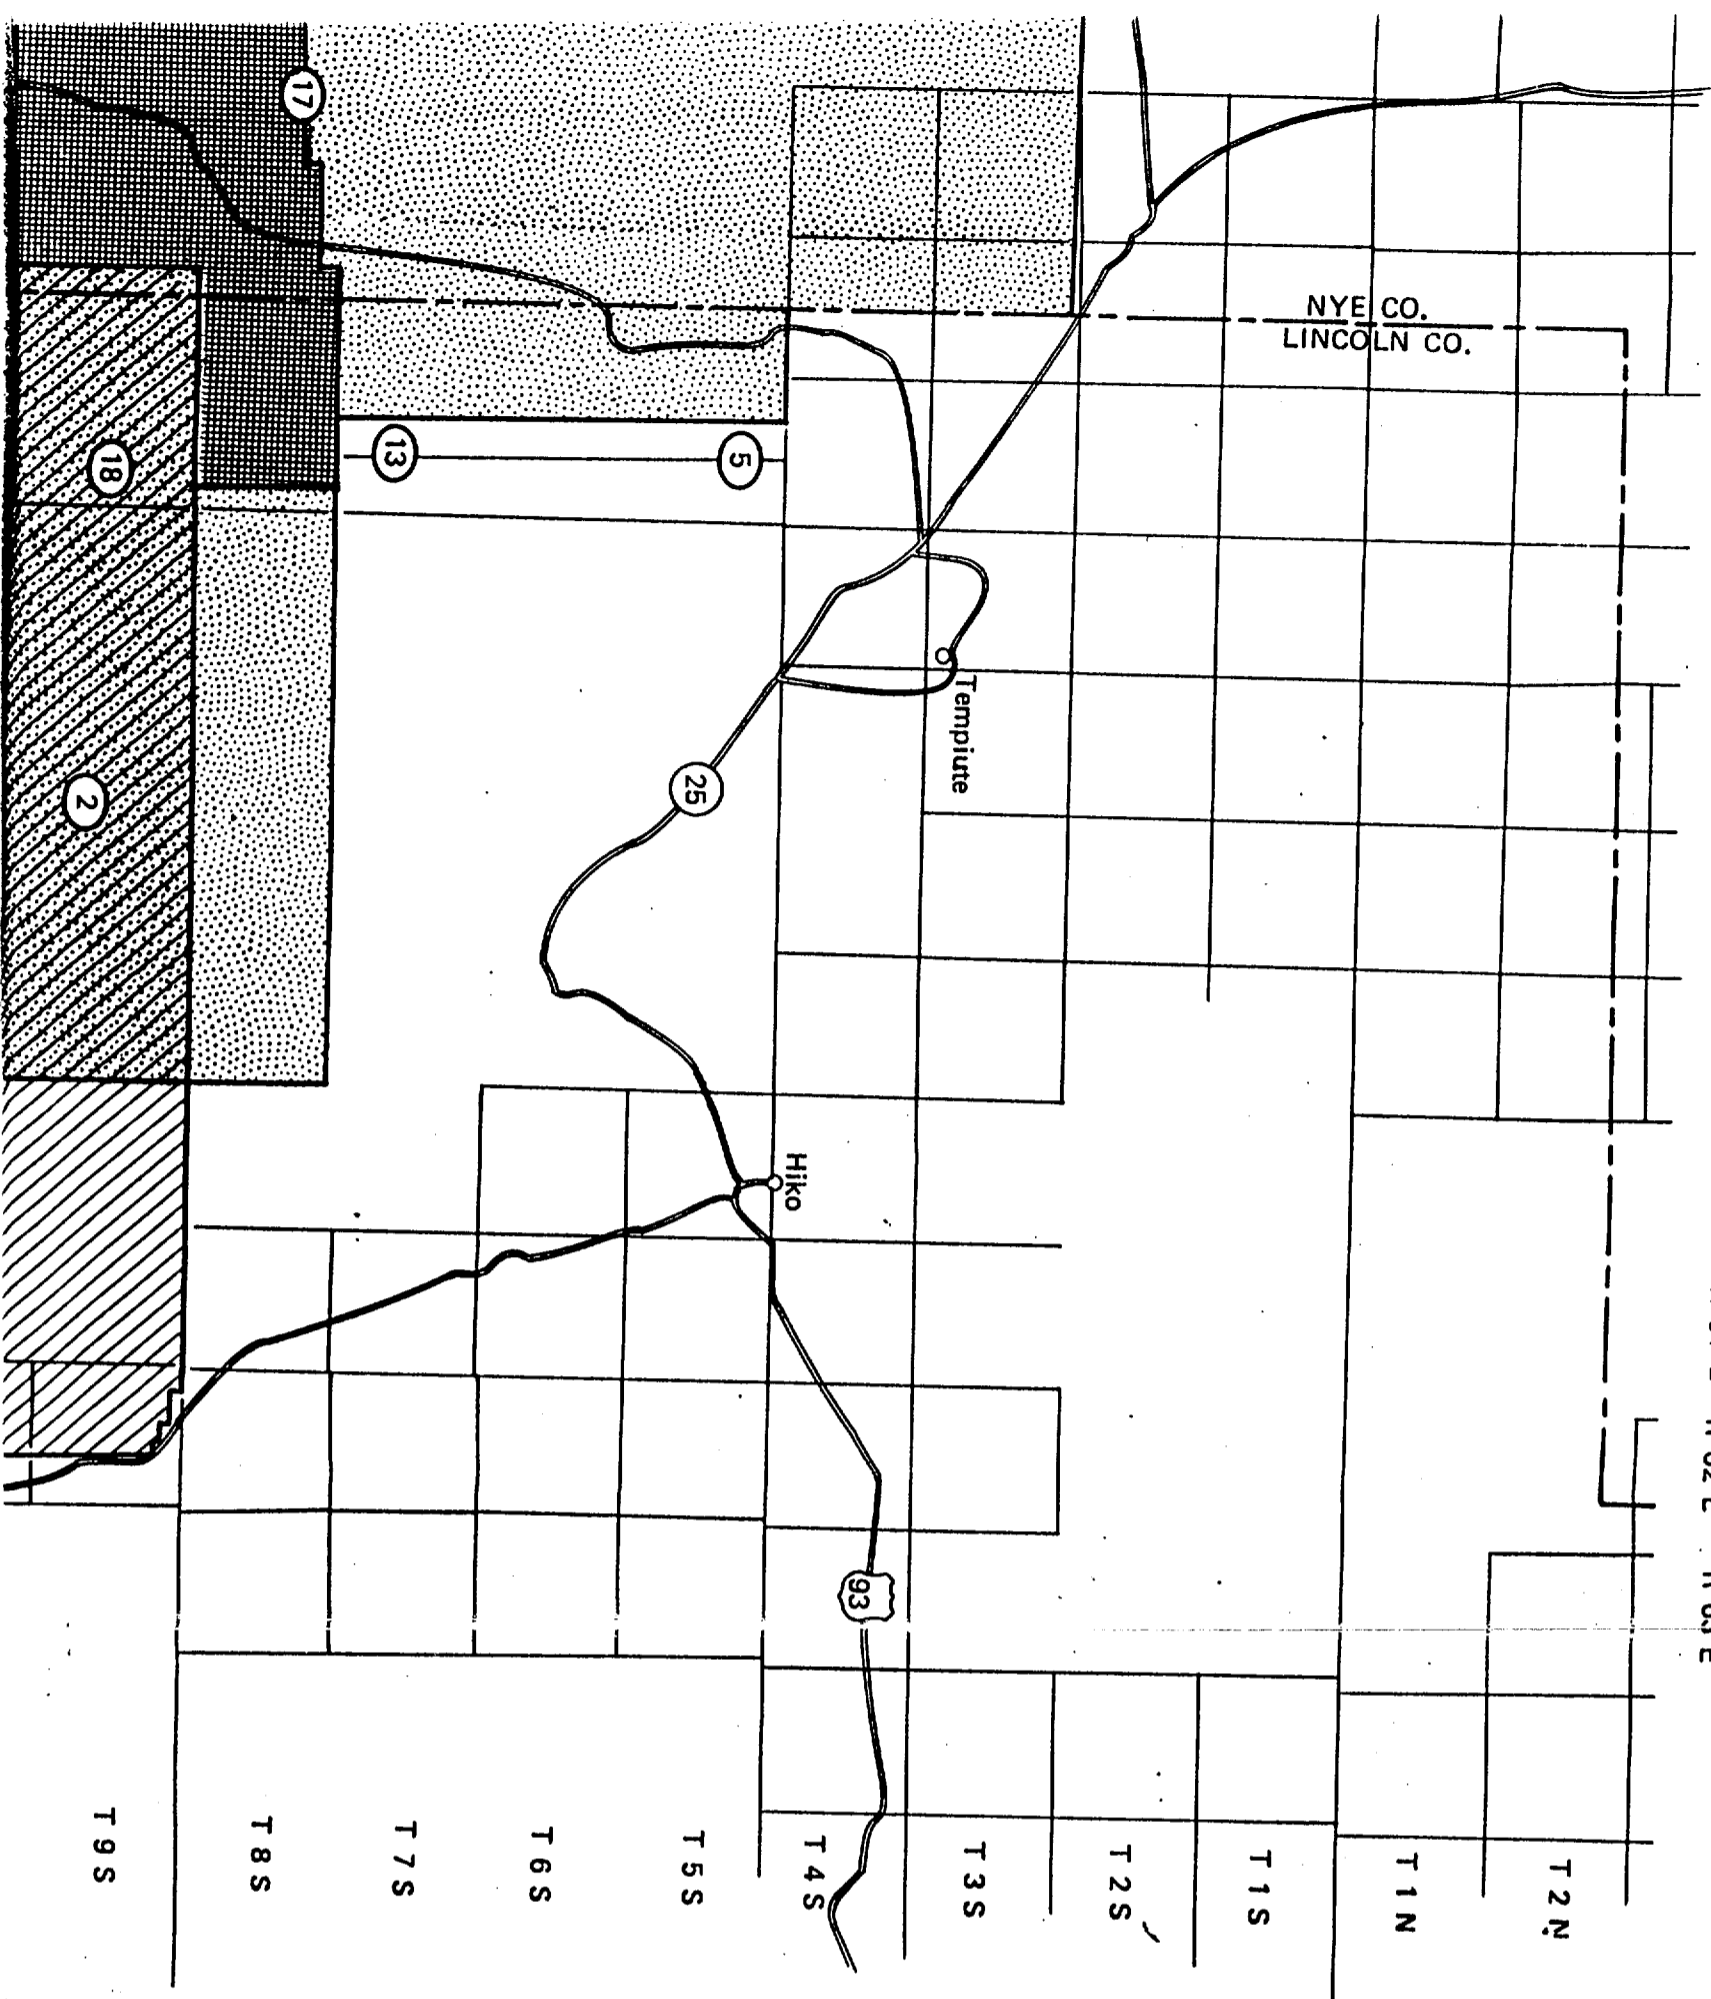 NYE CO.
LINCOLN CO.
17
18
2
13
5
25
Tempiute
Hiko
93
T 2 N
T 1 N
T 1 S
T 2 S
T 3 S
T 4 S
T 5 S
T 6 S
T 7 S
T 8 S
T 9 S